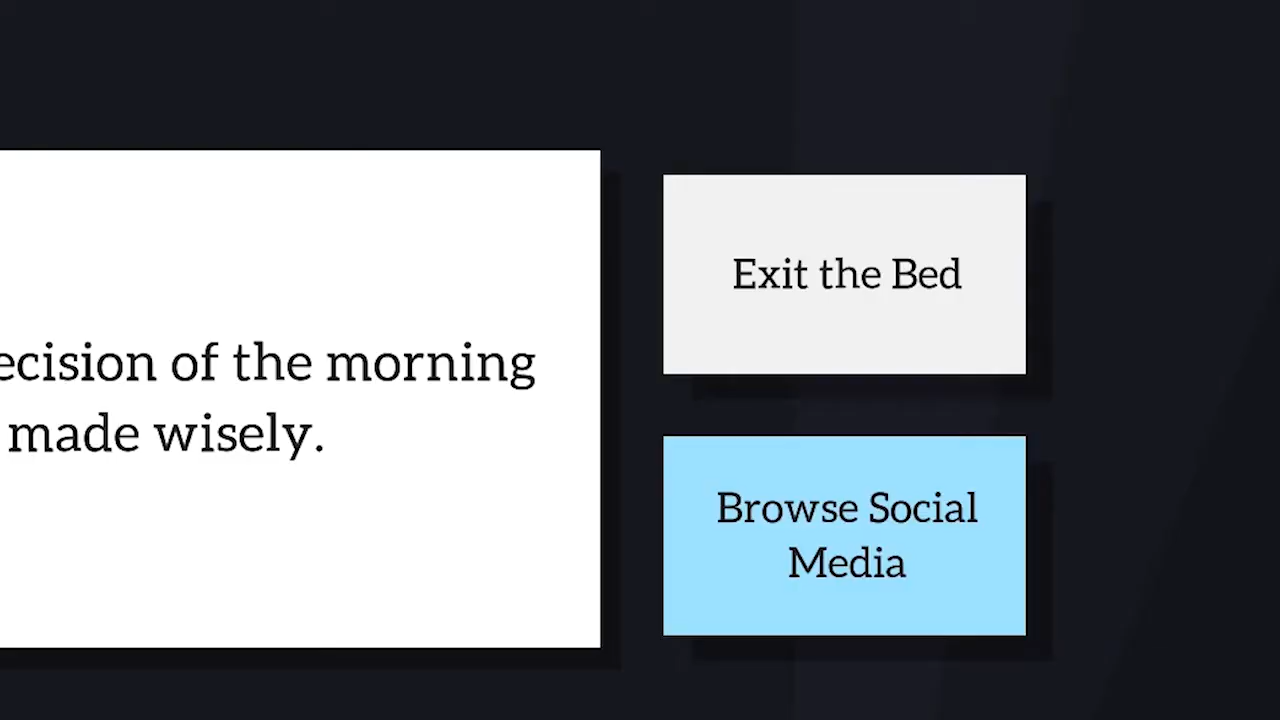 ecision of the morning
made wisely.
Exit the Bed
Browse Social
Media